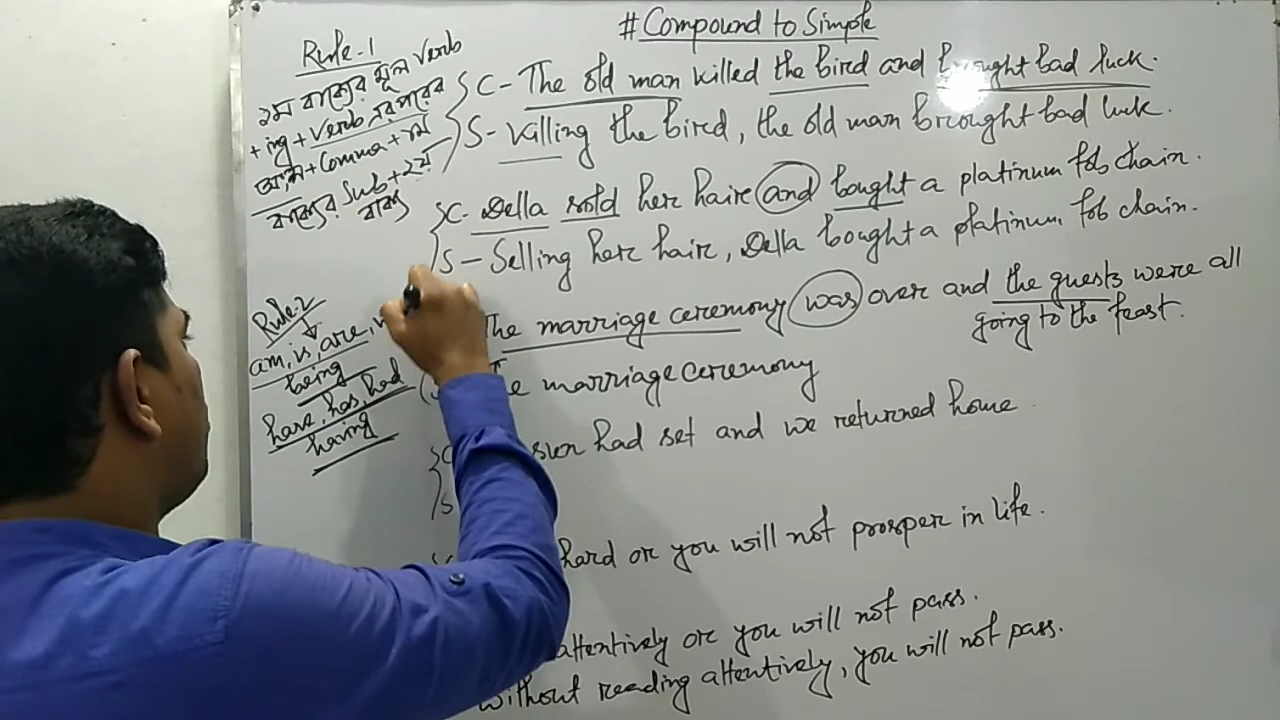 # Compound to Simple
Rule-1
১ম বাক্যের মূল verb
+ ing + Verb এর পরের
অংশ + Comma + ১ম
বাক্যের Sub + ২য়
বাক্য
C- The old man killed the bird and brought bad luck.
S- Killing the bird, the old man brought bad luck.
C- Della sold her hair and bought a platinum fob chain.
S- Selling her hair, Della bought a platinum fob chain.
Rule-2
am, is, are,
being
have, has, had
having
The marriage ceremony was over and the guests were all
going to the feast.
The marriage ceremony
sun had set and we returned home
S
hard or you will not prosper in life.
attentively or you will not pass.
Without reading attentively, you will not pass.